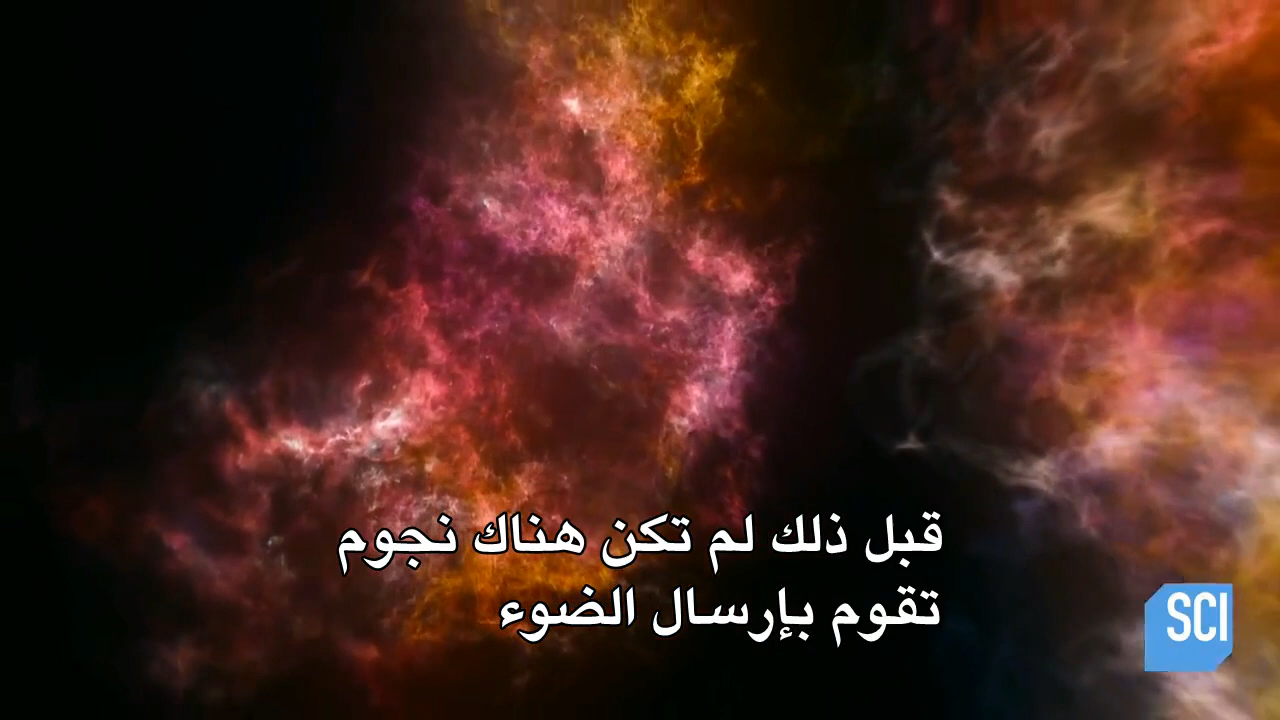 قبل ذلك لم تكن هناك نجوم
تقوم بإرسال الضوء
SCI